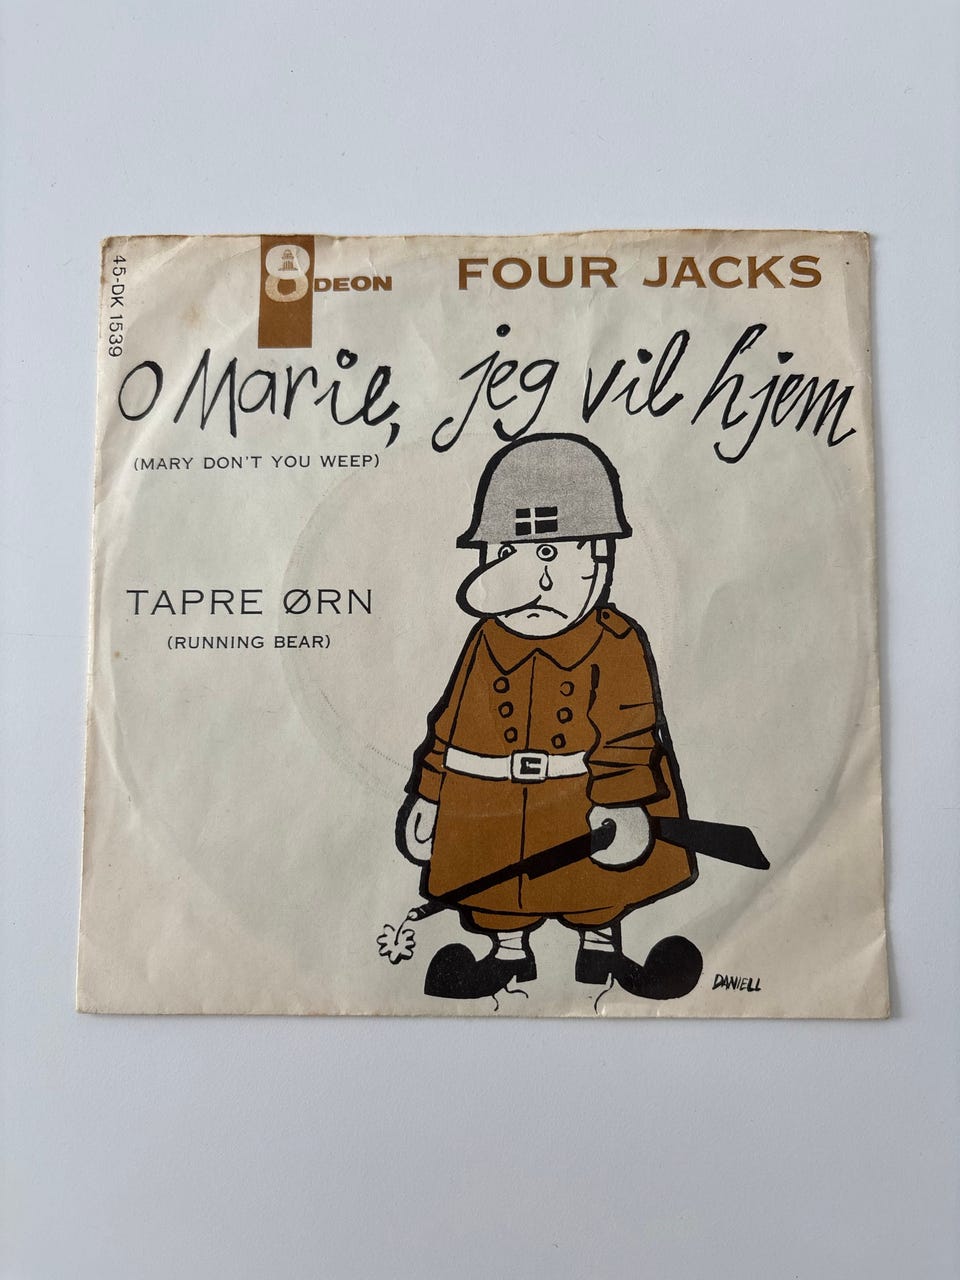 45-DK 1539
ODEON
FOUR JACKS
O Marie, jeg vil hjem
(MARY DON'T YOU WEEP)
TAPRE ØRN
(RUNNING BEAR)
DANIELL